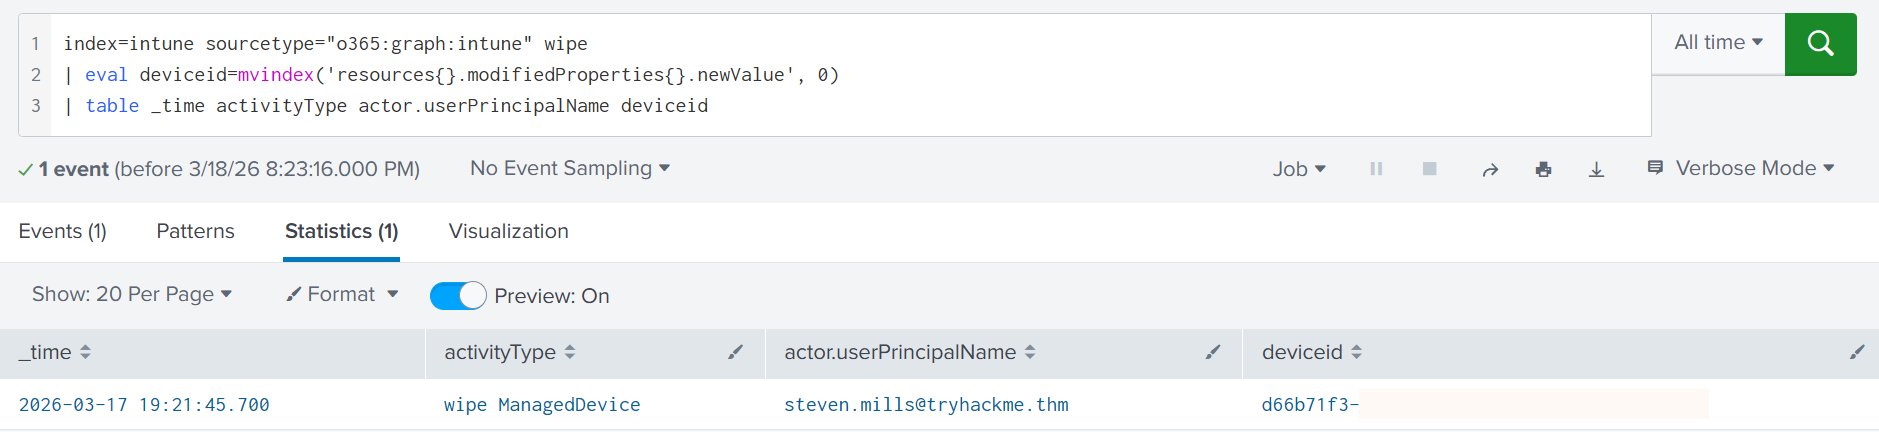 1 index=intune sourcetype="o365:graph:intune" wipe
2 | eval deviceid=mvindex('resources{}.modifiedProperties{}.newValue', 0)
3 | table _time activityType actor.userPrincipalName deviceid
All time
1 event (before 3/18/26 8:23:16.000 PM)
No Event Sampling
Job
Verbose Mode
Events (1) Patterns Statistics (1) Visualization
Show: 20 Per Page Format Preview: On
_time activityType actor.userPrincipalName deviceid
2026-03-17 19:21:45.700 wipe ManagedDevice steven.mills@tryhackme.thm d66b71f3-